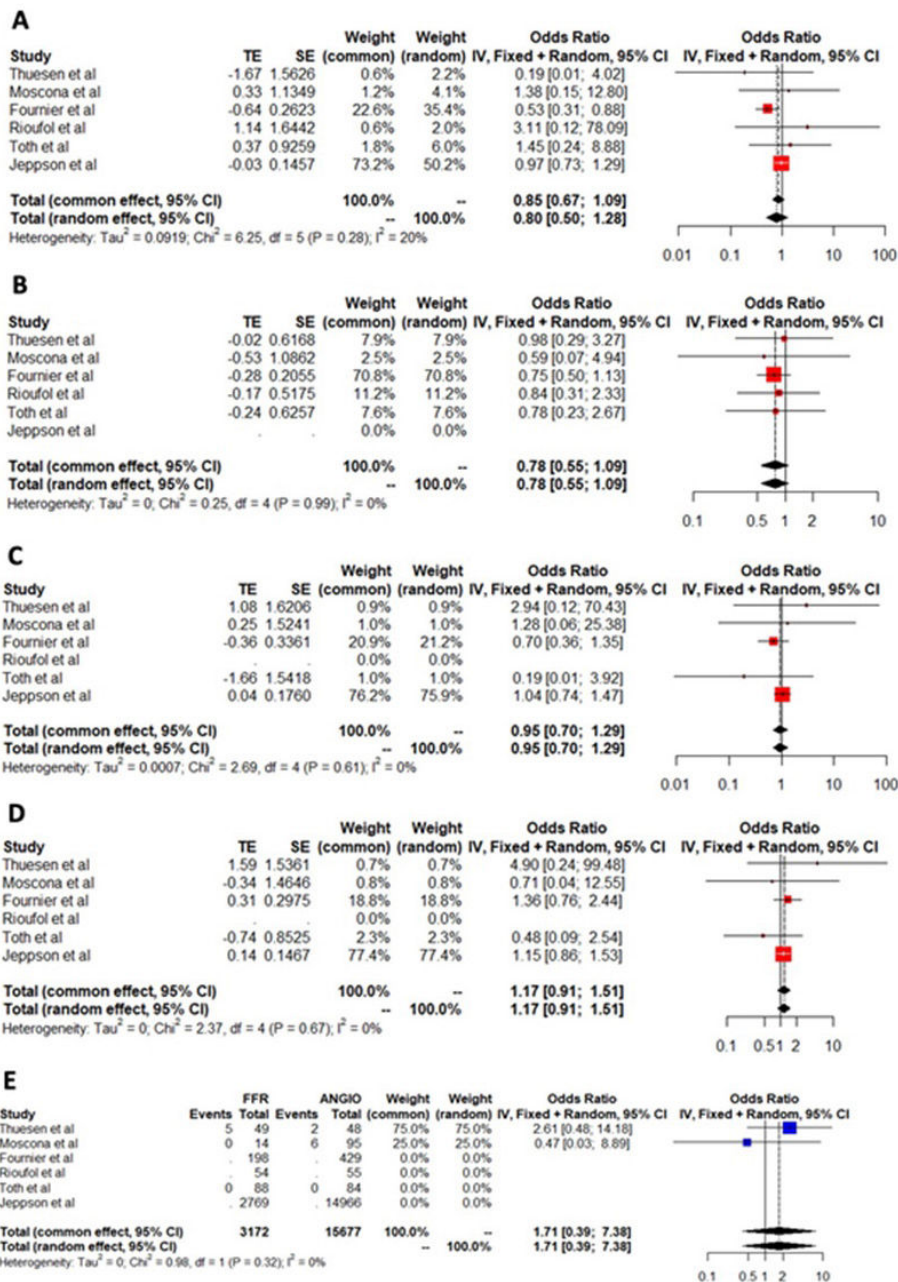 A
Weight Weight Odds Ratio Odds Ratio
Study TE SE (common) (random) IV, Fixed + Random, 95% CI IV, Fixed + Random, 95% CI
Thuesen et al -1.67 1.5626 0.6% 2.2% 0.19 [0.01; 4.02]
Moscona et al 0.33 1.1349 1.2% 4.1% 1.38 [0.15; 12.80]
Fournier et al -0.64 0.2623 22.6% 35.4% 0.53 [0.31; 0.88]
Rioufol et al 1.14 1.6442 0.6% 2.0% 3.11 [0.12; 78.09]
Toth et al 0.37 0.9259 1.8% 6.0% 1.45 [0.24; 8.88]
Jeppson et al -0.03 0.1457 73.2% 50.2% 0.97 [0.73; 1.29]
Total (common effect, 95% CI) 100.0% -- 0.85 [0.67; 1.09]
Total (random effect, 95% CI) -- 100.0% 0.80 [0.50; 1.28]
Heterogeneity: Tau² = 0.0919; Chi² = 6.25, df = 5 (P = 0.28); I² = 20%
0.01 0.1 1 10 100
B
Weight Weight Odds Ratio Odds Ratio
Study TE SE (common) (random) IV, Fixed + Random, 95% CI IV, Fixed + Random, 95% CI
Thuesen et al -0.02 0.6168 7.9% 7.9% 0.98 [0.29; 3.27]
Moscona et al -0.53 1.0862 2.5% 2.5% 0.59 [0.07; 4.94]
Fournier et al -0.28 0.2055 70.8% 70.8% 0.75 [0.50; 1.13]
Rioufol et al -0.17 0.5175 11.2% 11.2% 0.84 [0.31; 2.33]
Toth et al -0.24 0.6257 7.6% 7.6% 0.78 [0.23; 2.67]
Jeppson et al . . 0.0% 0.0%
Total (common effect, 95% CI) 100.0% -- 0.78 [0.55; 1.09]
Total (random effect, 95% CI) -- 100.0% 0.78 [0.55; 1.09]
Heterogeneity: Tau² = 0; Chi² = 0.25, df = 4 (P = 0.99); I² = 0%
0.1 0.5 1 2 10
C
Weight Weight Odds Ratio Odds Ratio
Study TE SE (common) (random) IV, Fixed + Random, 95% CI IV, Fixed + Random, 95% CI
Thuesen et al 1.08 1.6206 0.9% 0.9% 2.94 [0.12; 70.43]
Moscona et al 0.25 1.5241 1.0% 1.0% 1.28 [0.06; 25.38]
Fournier et al -0.36 0.3361 20.9% 21.2% 0.70 [0.36; 1.35]
Rioufol et al . . 0.0% 0.0%
Toth et al -1.66 1.5418 1.0% 1.0% 0.19 [0.01; 3.92]
Jeppson et al 0.04 0.1760 76.2% 75.9% 1.04 [0.74; 1.47]
Total (common effect, 95% CI) 100.0% -- 0.95 [0.70; 1.29]
Total (random effect, 95% CI) -- 100.0% 0.95 [0.70; 1.29]
Heterogeneity: Tau² = 0.0007; Chi² = 2.69, df = 4 (P = 0.61); I² = 0%
0.01 0.1 1 10 100
D
Weight Weight Odds Ratio Odds Ratio
Study TE SE (common) (random) IV, Fixed + Random, 95% CI IV, Fixed + Random, 95% CI
Thuesen et al 1.59 1.5361 0.7% 0.7% 4.90 [0.24; 99.48]
Moscona et al -0.34 1.4646 0.8% 0.8% 0.71 [0.04; 12.55]
Fournier et al 0.31 0.2975 18.8% 18.8% 1.36 [0.76; 2.44]
Rioufol et al . . 0.0% 0.0%
Toth et al -0.74 0.8525 2.3% 2.3% 0.48 [0.09; 2.54]
Jeppson et al 0.14 0.1467 77.4% 77.4% 1.15 [0.86; 1.53]
Total (common effect, 95% CI) 100.0% -- 1.17 [0.91; 1.51]
Total (random effect, 95% CI) -- 100.0% 1.17 [0.91; 1.51]
Heterogeneity: Tau² = 0; Chi² = 2.37, df = 4 (P = 0.67); I² = 0%
0.1 0.5 1 2 10
E
FFR ANGIO Weight Weight Odds Ratio Odds Ratio
Study Events Total Events Total (common) (random) IV, Fixed + Random, 95% CI IV, Fixed + Random, 95% CI
Thuesen et al 5 49 2 48 75.0% 75.0% 2.61 [0.48; 14.18]
Moscona et al 0 14 6 95 25.0% 25.0% 0.47 [0.03; 8.89]
Fournier et al . 198 . 429 0.0% 0.0%
Rioufol et al . 54 . 55 0.0% 0.0%
Toth et al 0 88 0 84 0.0% 0.0%
Jeppson et al . 2769 . 14966 0.0% 0.0%
Total (common effect, 95% CI) 3172 15677 100.0% -- 1.71 [0.39; 7.38]
Total (random effect, 95% CI) -- 100.0% 1.71 [0.39; 7.38]
Heterogeneity: Tau² = 0; Chi² = 0.98, df = 1 (P = 0.32); I² = 0%
0.1 0.5 1 2 10